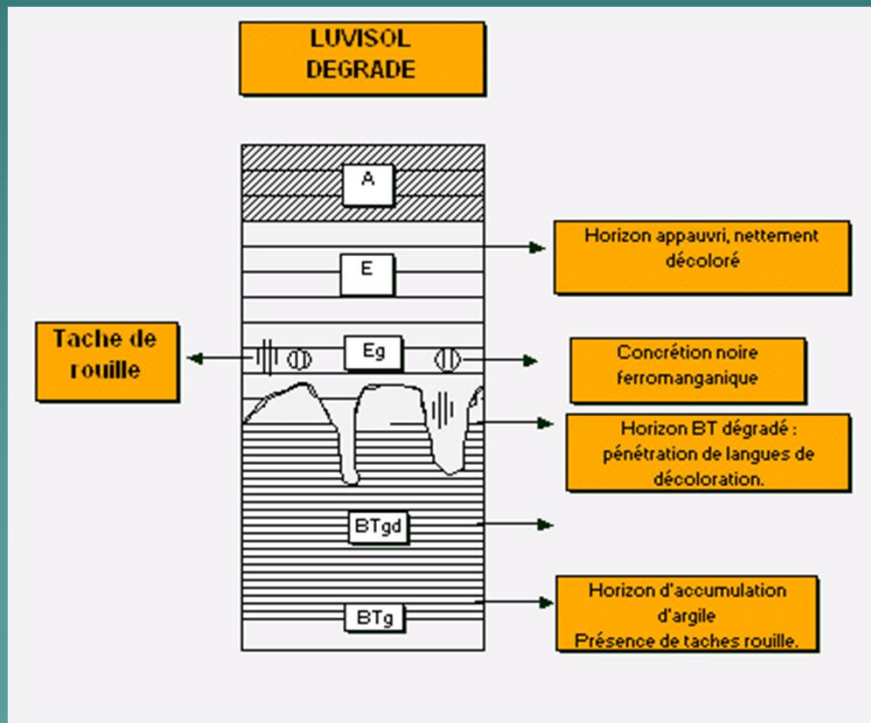 LUVISOL
DEGRADE
A
Horizon appauvri, nettement
décoloré
E
Tache de
rouille
Eg
Concrétion noire
ferromanganique
Horizon BT dégradé :
pénétration de langues de
décoloration.
BTgd
Horizon d'accumulation
d'argile
Présence de taches rouille.
BTg